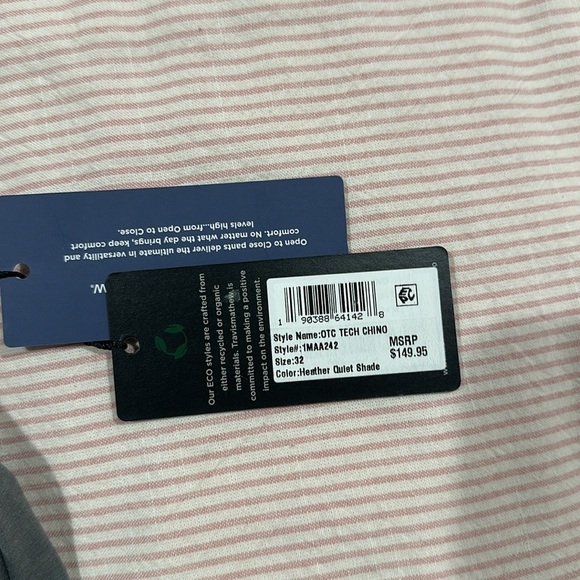 Open to Close pants deliver the ultimate in versatility and
comfort. No matter what the day brings, keep comfort
levels high...from Open to Close.
W.
Our ECO styles are crafted from
either recycled or organic
materials. Travismathew is
committed to making a positive
impact on the environment.
1 90388 64142 8
Style Name:OTC TECH CHINO
Style#:1MAA242
Size:32
Color:Heather Quiet Shade
MSRP
$149.95